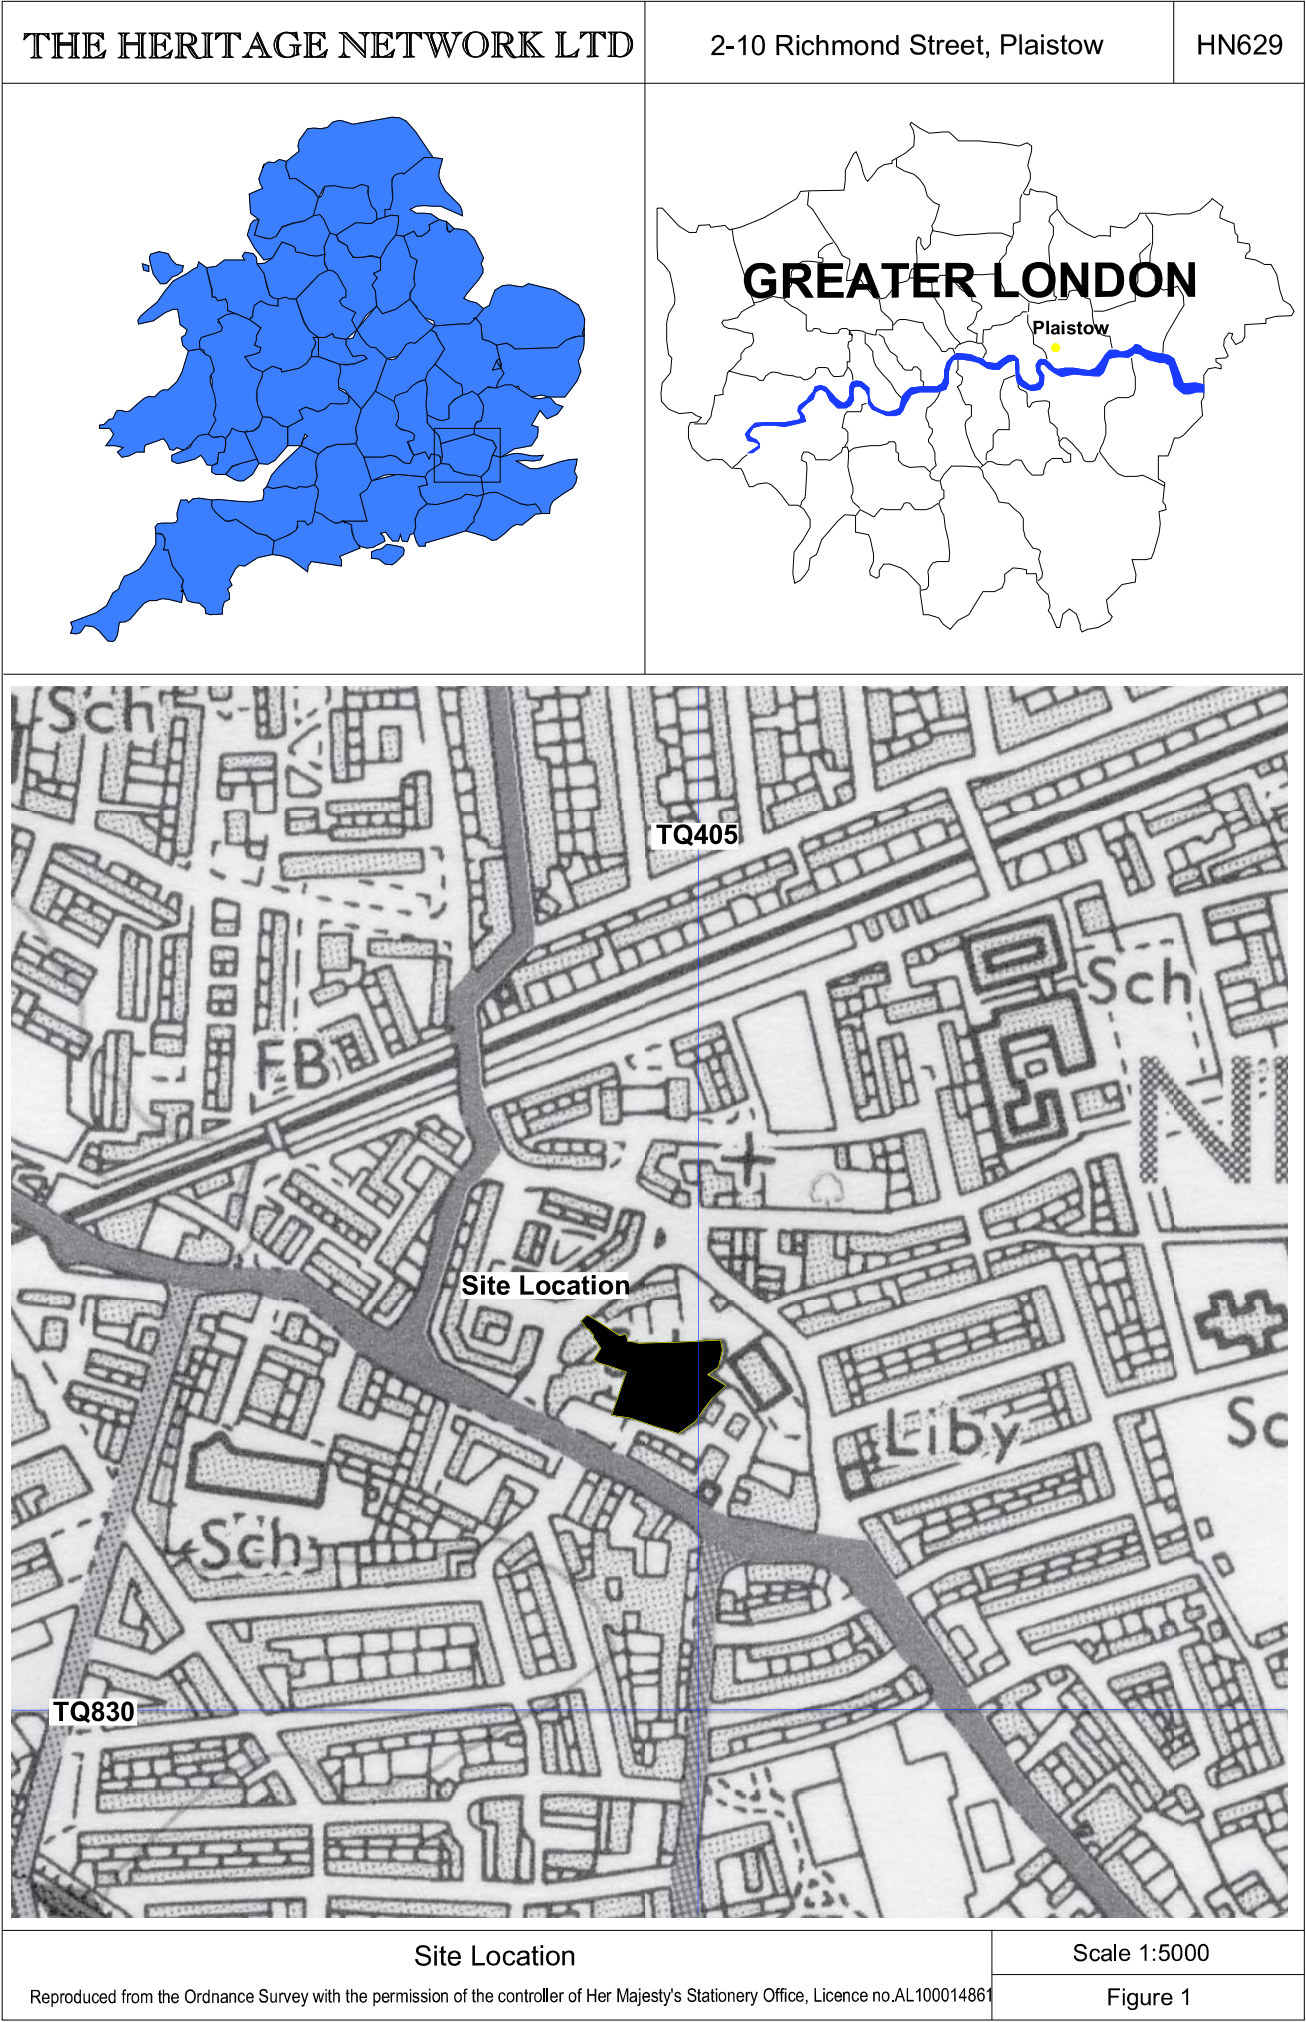 THE HERITAGE NETWORK LTD
2-10 Richmond Street, Plaistow
HN629
GREATER LONDON
Plaistow
Sch
TQ405
Sch
FB
Site Location
Liby
Sch
TQ830
Site Location
Scale 1:5000
Reproduced from the Ordnance Survey with the permission of the controller of Her Majesty's Stationery Office, Licence no.AL100014861
Figure 1